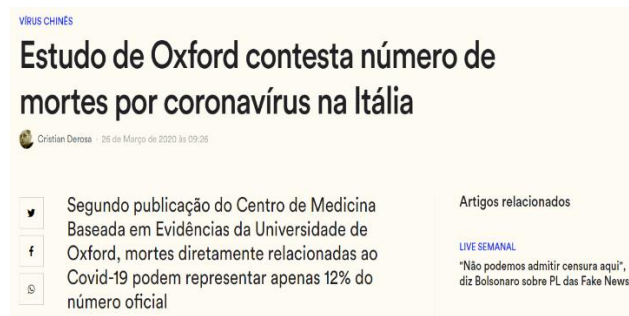 VÍRUS CHINÊS
Estudo de Oxford contesta número de
mortes por coronavírus na Itália
Cristian Derosa - 26 de Março de 2020 às 09:26
Segundo publicação do Centro de Medicina
Baseada em Evidências da Universidade de
Oxford, mortes diretamente relacionadas ao
Covid-19 podem representar apenas 12% do
número oficial
Artigos relacionados
LIVE SEMANAL
"Não podemos admitir censura aqui",
diz Bolsonaro sobre PL das Fake News